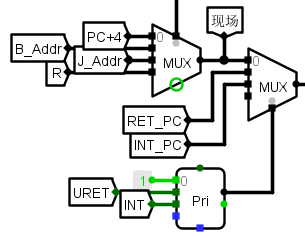 现场
PC+4
0
B_Addr
J_Addr
R
MUX
0
MUX
RET_PC
INT_PC
1
0
URET
INT
Pri